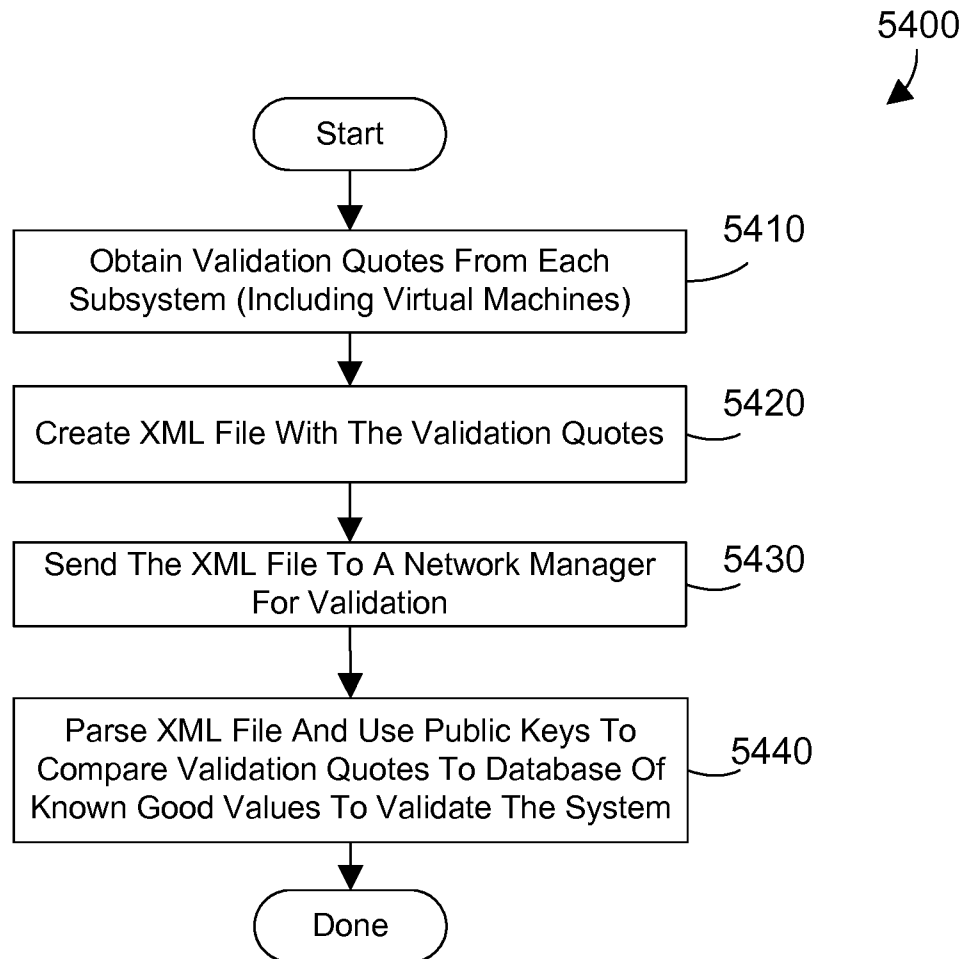 5400
Start
5410
Obtain Validation Quotes From Each
Subsystem (Including Virtual Machines)
5420
Create XML File With The Validation Quotes
5430
Send The XML File To A Network Manager
For Validation
5440
Parse XML File And Use Public Keys To
Compare Validation Quotes To Database Of
Known Good Values To Validate The System
Done